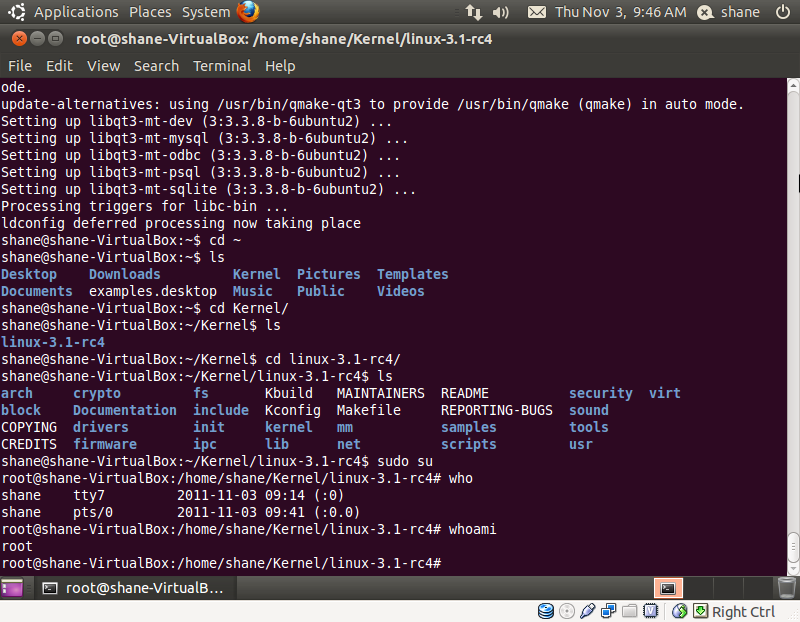 Applications Places System Thu Nov 3, 9:46 AM shane
root@shane-VirtualBox: /home/shane/Kernel/linux-3.1-rc4
File Edit View Search Terminal Help
ode.
update-alternatives: using /usr/bin/qmake-qt3 to provide /usr/bin/qmake (qmake) in auto mode.
Setting up libqt3-mt-dev (3:3.3.8-b-6ubuntu2) ...
Setting up libqt3-mt-mysql (3:3.3.8-b-6ubuntu2) ...
Setting up libqt3-mt-odbc (3:3.3.8-b-6ubuntu2) ...
Setting up libqt3-mt-psql (3:3.3.8-b-6ubuntu2) ...
Setting up libqt3-mt-sqlite (3:3.3.8-b-6ubuntu2) ...
Processing triggers for libc-bin ...
ldconfig deferred processing now taking place
shane@shane-VirtualBox:~$ cd ~
shane@shane-VirtualBox:~$ ls
Desktop Downloads Kernel Pictures Templates
Documents examples.desktop Music Public Videos
shane@shane-VirtualBox:~$ cd Kernel/
shane@shane-VirtualBox:~/Kernel$ ls
linux-3.1-rc4
shane@shane-VirtualBox:~/Kernel$ cd linux-3.1-rc4/
shane@shane-VirtualBox:~/Kernel/linux-3.1-rc4$ ls
arch crypto fs Kbuild MAINTAINERS README security virt
block Documentation include Kconfig Makefile REPORTING-BUGS sound
COPYING drivers init kernel mm samples tools
CREDITS firmware ipc lib net scripts usr
shane@shane-VirtualBox:~/Kernel/linux-3.1-rc4$ sudo su
root@shane-VirtualBox:/home/shane/Kernel/linux-3.1-rc4# who
shane tty7 2011-11-03 09:14 (:0)
shane pts/0 2011-11-03 09:41 (:0.0)
root@shane-VirtualBox:/home/shane/Kernel/linux-3.1-rc4# whoami
root
root@shane-VirtualBox:/home/shane/Kernel/linux-3.1-rc4#
root@shane-VirtualB...
Right Ctrl